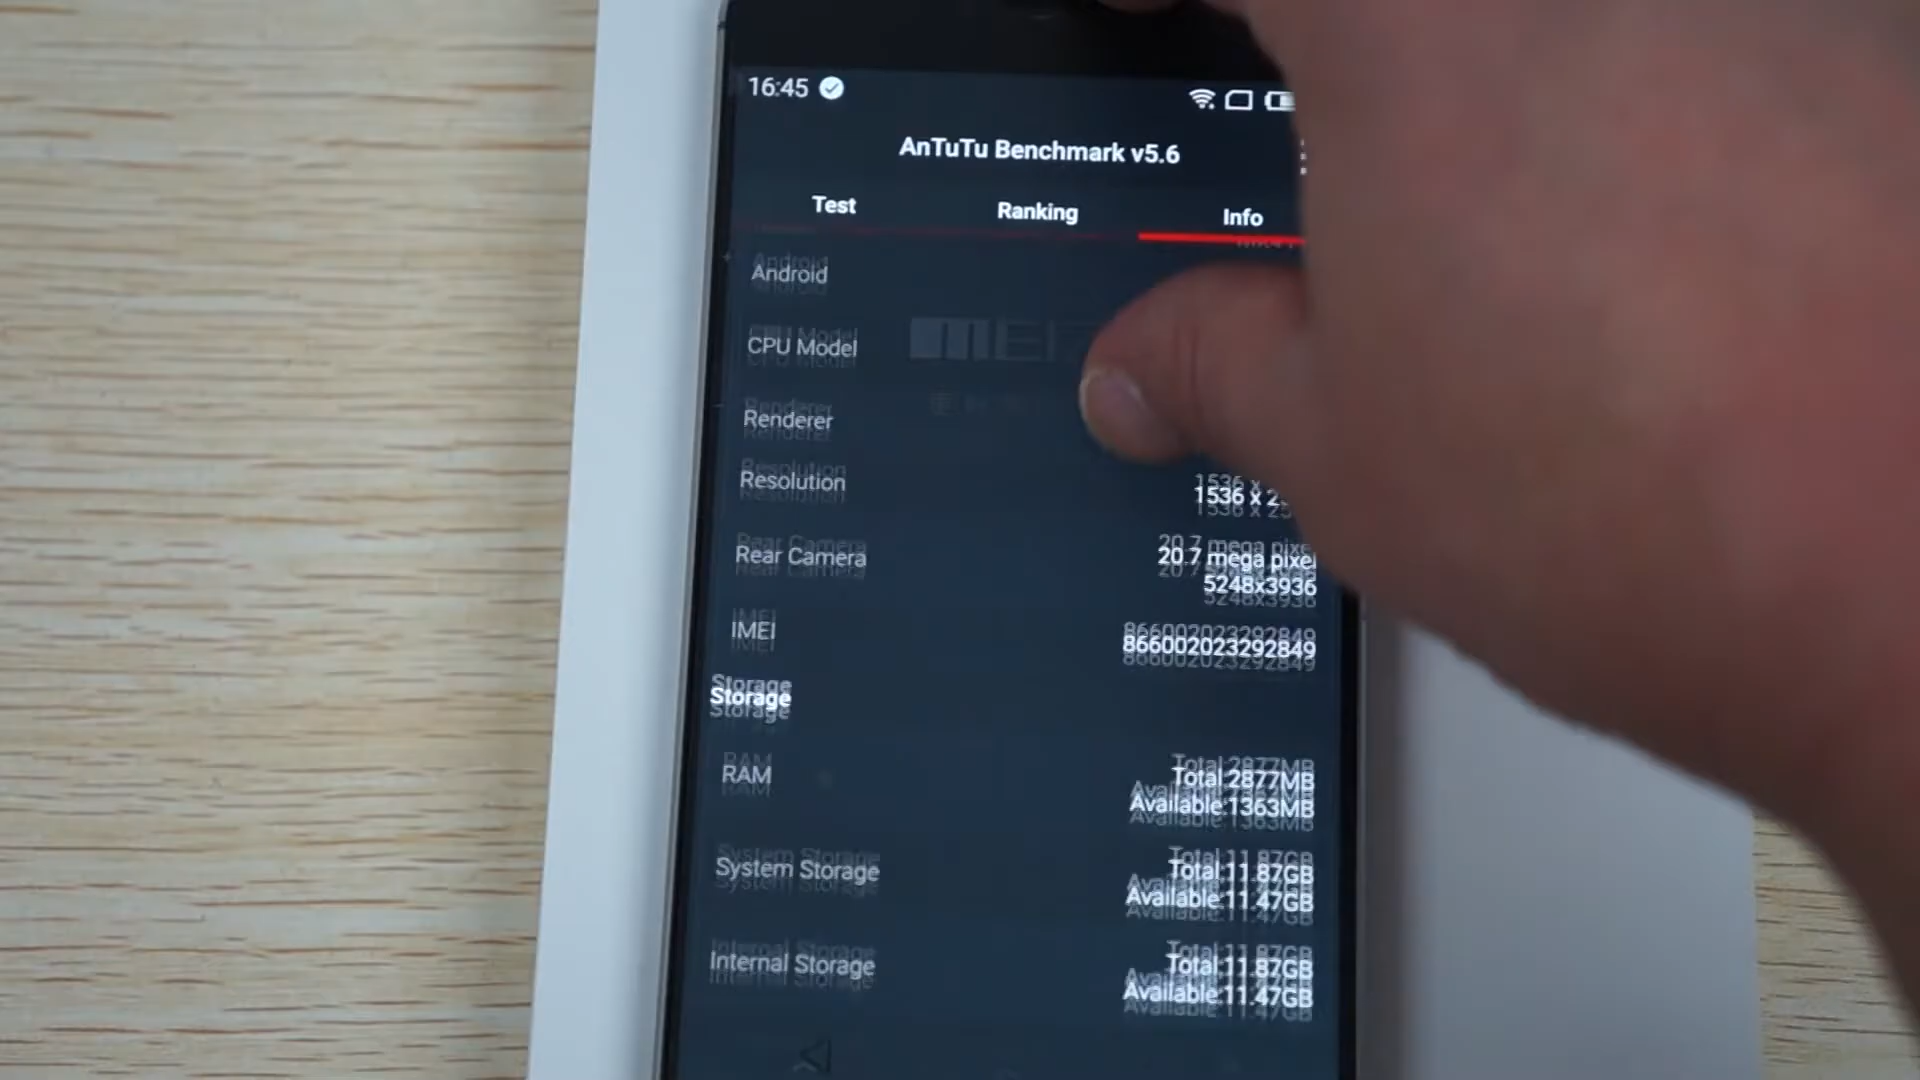 16:45
AnTuTu Benchmark v5.6
Test Ranking Info
Android
CPU Model
Renderer
Resolution 1536 x
Rear Camera 20.7 mega pixel
5248x3936
IMEI 866002023292849
Storage
RAM Total:2877MB
Available:1363MB
System Storage Total:11.87GB
Available:11.47GB
Internal Storage Total:11.87GB
Available:11.47GB